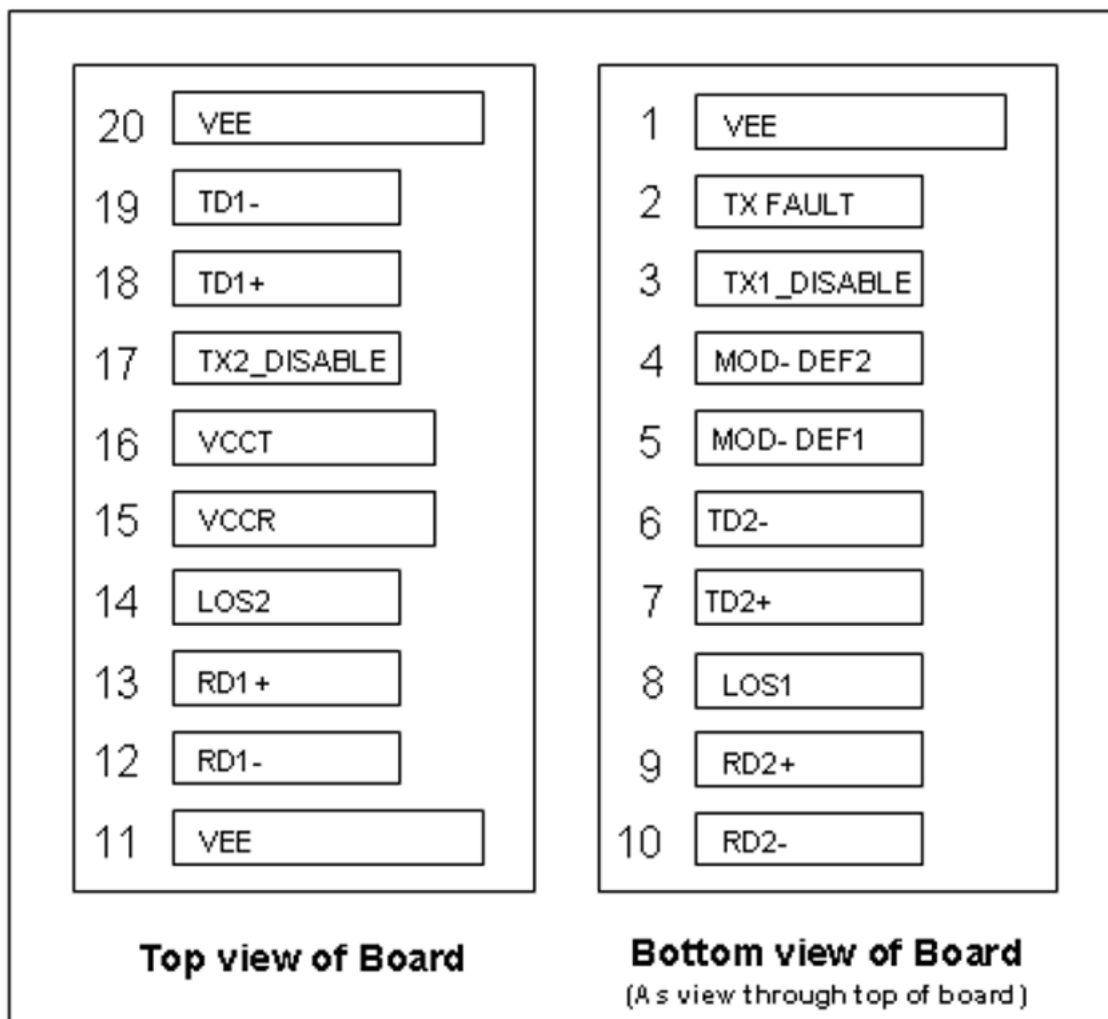 20 VEE
19 TD1-
18 TD1+
17 TX2_DISABLE
16 VCCT
15 VCCR
14 LOS2
13 RD1+
12 RD1-
11 VEE
Top view of Board
1 VEE
2 TX FAULT
3 TX1_DISABLE
4 MOD- DEF2
5 MOD- DEF1
6 TD2-
7 TD2+
8 LOS1
9 RD2+
10 RD2-
Bottom view of Board
(As view through top of board)